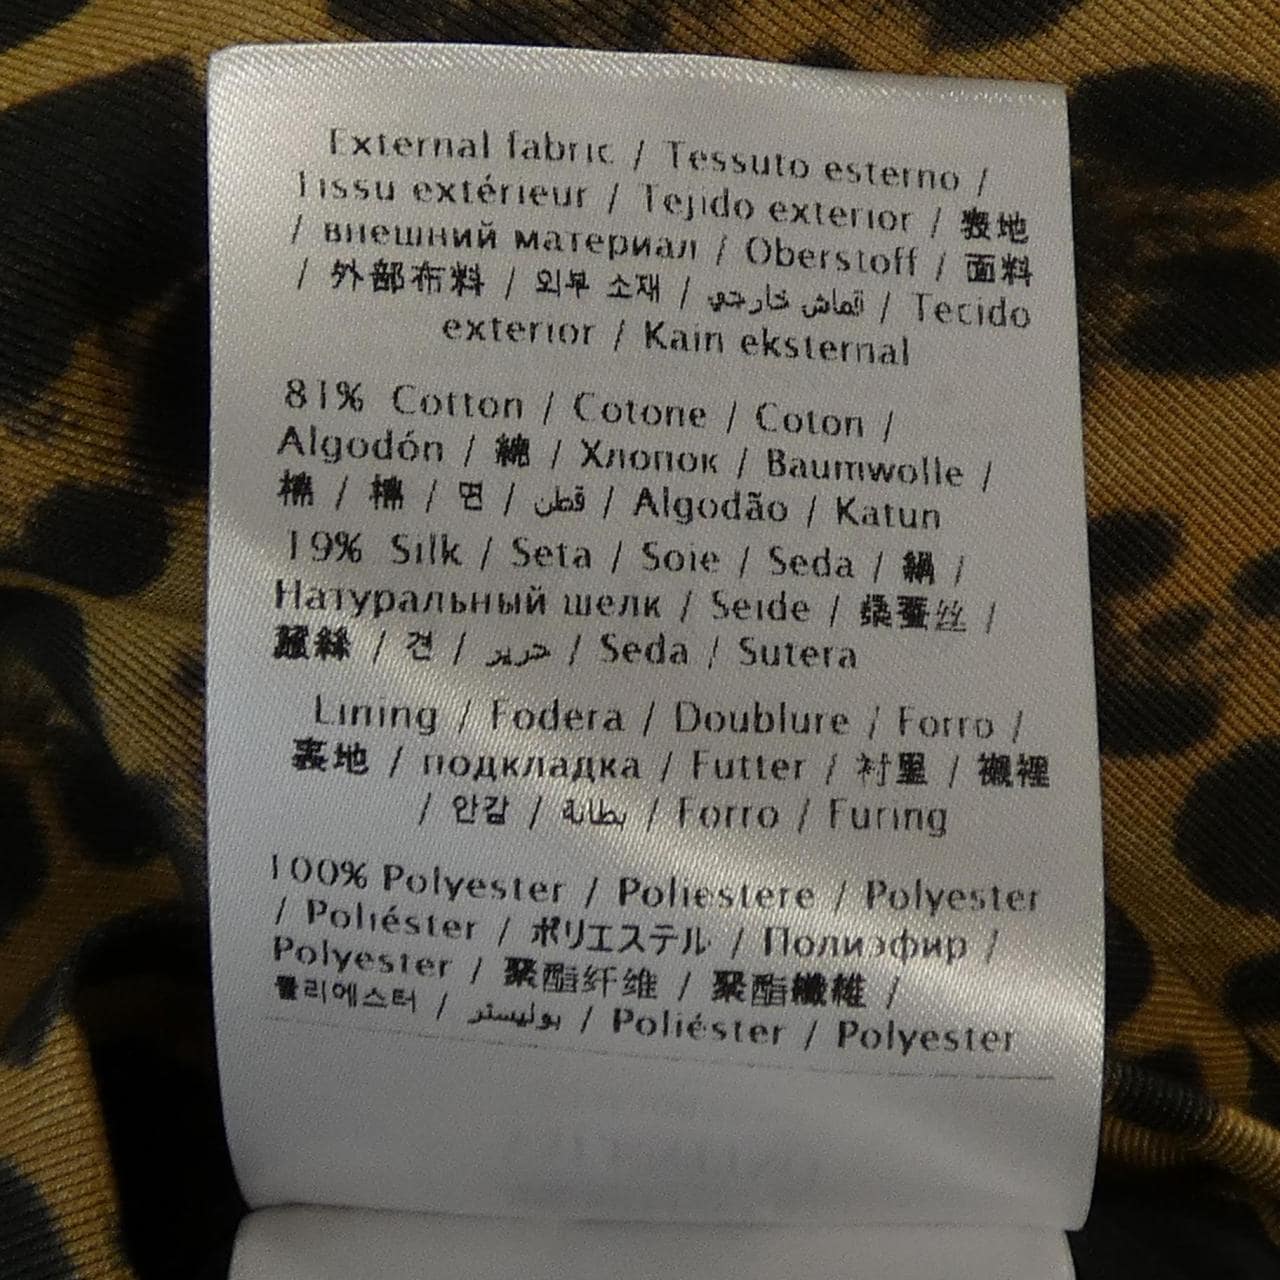 External fabric / Tessuto esterno /
Tissu extérieur / Tejido exterior / 表地
/ внешний материал / Oberstoff / 面料
/ 外部布料 / 외부 소재 / قماش خارجي / Tecido
exterior / Kain eksternal
81% Cotton / Cotone / Coton /
Algodón / 綿 / Хлопок / Baumwolle /
棉 / 棉 / 면 / قطن / Algodão / Katun
19% Silk / Seta / Soie / Seda / 絹 /
Натуральный шелк / Seide / 桑蚕丝 /
蠶絲 / 견 / حرير / Seda / Sutera
Lining / Fodera / Doublure / Forro /
裏地 / подкладка / Futter / 衬里 / 襯裡
/ 안감 / بطانة / Forro / Furing
100% Polyester / Poliestere / Polyester
/ Poliéster / ポリエステル / Полиэфир /
Polyester / 聚酯纤维 / 聚酯纖維 /
폴리에스터 / بوليستر / Poliéster / Polyester